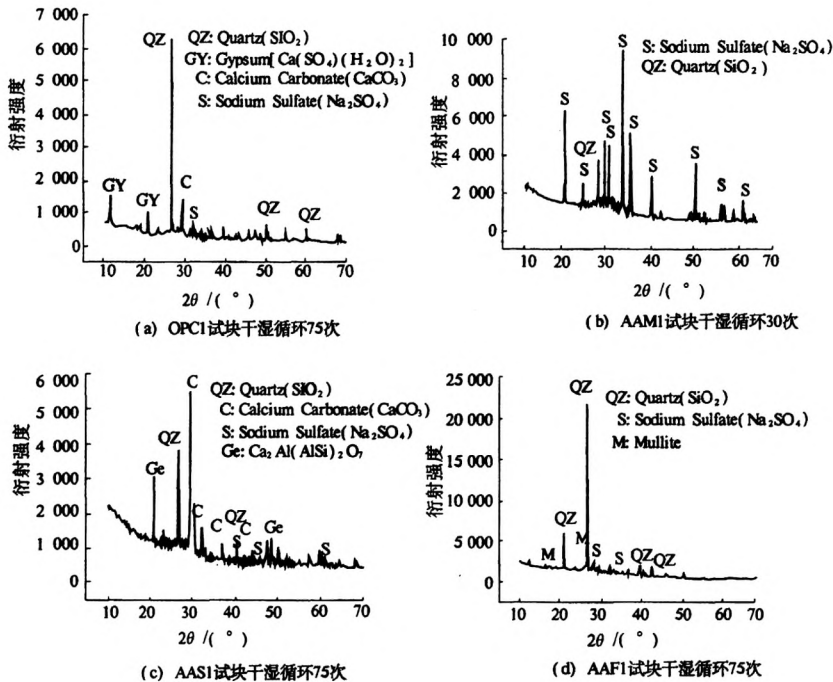 7 000
6 000
5 000
4 000
3 000
2 000
1 000
0
衍射强度
QZ
QZ: Quartz(SIO₂)
GY: Gypsum[Ca(SO₄)(H₂O)₂]
C: Calcium Carbonate(CaCO₃)
S: Sodium Sulfate(Na₂SO₄)
GY
GY
C
S
QZ
QZ
10 20 30 40 50 60 70
2θ /( ° )
(a) OPC1试块干湿循环75次
10 000
8 000
6 000
4 000
2 000
0
衍射强度
S: Sodium Sulfate(Na₂SO₄)
QZ: Quartz(SiO₂)
S
S
S
QZ
S
S
S
S
S
S
S
10 20 30 40 50 60 65
2θ /( ° )
(b) AAM1试块干湿循环30次
6 000
5 000
4 000
3 000
2 000
1 000
0
衍射强度
QZ: Quartz(SIO₂)
C: Calcium Carbonate(CaCO₃)
S: Sodium Sulfate(Na₂SO₄)
Ge: Ca₂Al(AlSi)₂O₇
Ge
QZ
C
C
C
QZ
C
S
S
Ge
S
10 20 30 40 50 60 70
2θ /( ° )
(c) AAS1试块干湿循环75次
25 000
20 000
15 000
10 000
5 000
0
衍射强度
QZ: Quartz(SiO₂)
S: Sodium Sulfate(Na₂SO₄)
M: Mullite
QZ
QZ
M
M
S
S
QZ
QZ
10 20 30 40 50 60 70
2θ /( ° )
(d) AAF1试块干湿循环75次